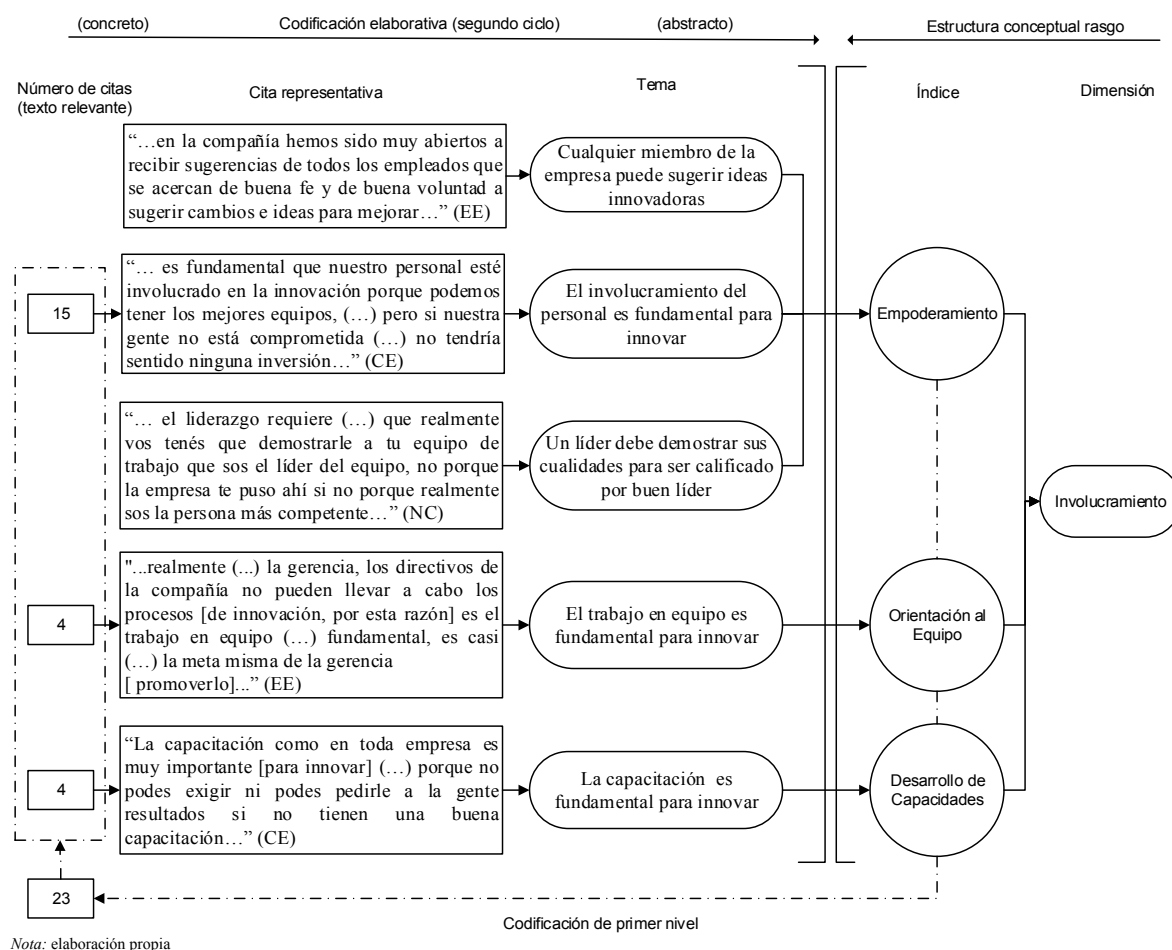 (concreto)
Codificación elaborativa (segundo ciclo)
(abstracto)
Estructura conceptual rasgo
Número de citas
(texto relevante)
Cita representativa
Tema
Índice
Dimensión
“…en la compañía hemos sido muy abiertos a
recibir sugerencias de todos los empleados que
se acercan de buena fe y de buena voluntad a
sugerir cambios e ideas para mejorar…” (EE)
Cualquier miembro de la
empresa puede sugerir ideas
innovadoras
15
“… es fundamental que nuestro personal esté
involucrado en la innovación porque podemos
tener los mejores equipos, (…) pero si nuestra
gente no está comprometida (…) no tendría
sentido ninguna inversión…” (CE)
El involucramiento del
personal es fundamental para
innovar
Empoderamiento
“… el liderazgo requiere (…) que realmente
vos tenés que demostrarle a tu equipo de
trabajo que sos el líder del equipo, no porque
la empresa te puso ahí si no porque realmente
sos la persona más competente…” (NC)
Un líder debe demostrar sus
cualidades para ser calificado
por buen líder
Involucramiento
4
"...realmente (...) la gerencia, los directivos de
la compañía no pueden llevar a cabo los
procesos [de innovación, por esta razón] es el
trabajo en equipo (…) fundamental, es casi
(…) la meta misma de la gerencia
[ promoverlo]...” (EE)
El trabajo en equipo es
fundamental para innovar
Orientación al
Equipo
4
“La capacitación como en toda empresa es
muy importante [para innovar] (…) porque no
podes exigir ni podes pedirle a la gente
resultados si no tienen una buena
capacitación…” (CE)
La capacitación es
fundamental para innovar
Desarrollo de
Capacidades
23
Codificación de primer nivel
Nota: elaboración propia